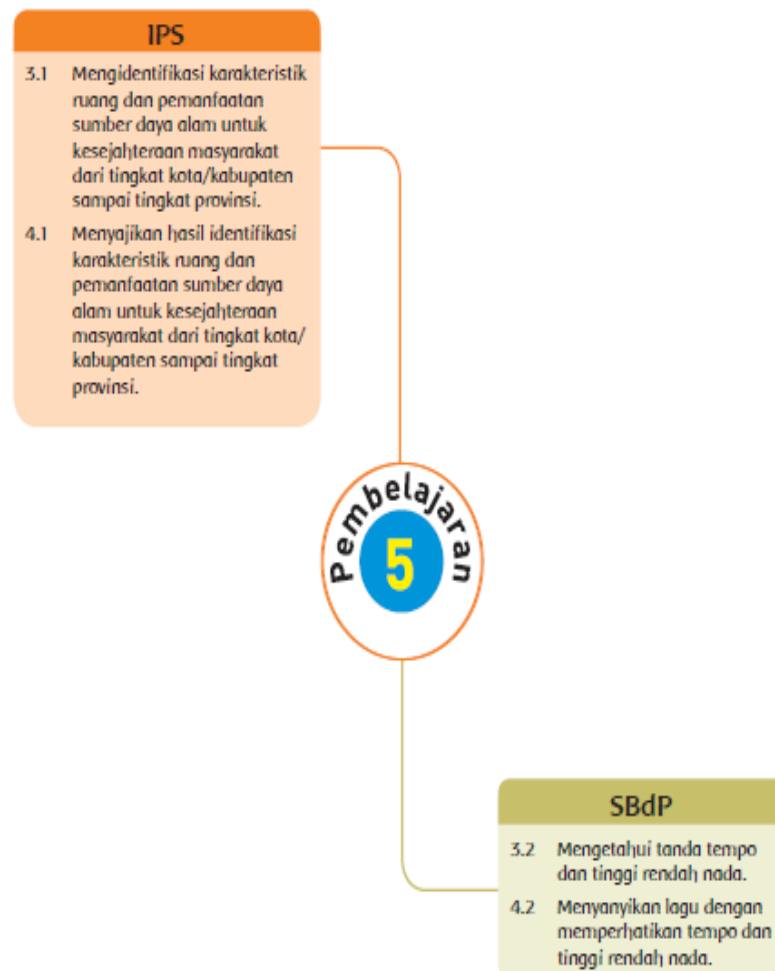 IPS
3.1 Mengidentifikasi karakteristik
ruang dan pemanfaatan
sumber daya alam untuk
kesejahteraan masyarakat
dari tingkat kota/kabupaten
sampai tingkat provinsi.
4.1 Menyajikan hasil identifikasi
karakteristik ruang dan
pemanfaatan sumber daya
alam untuk kesejahteraan
masyarakat dari tingkat kota/
kabupaten sampai tingkat
provinsi.
Pembelajaran
5
SBdP
3.2 Mengetahui tanda tempo
dan tinggi rendah nada.
4.2 Menyanyikan lagu dengan
memperhatikan tempo dan
tinggi rendah nada.